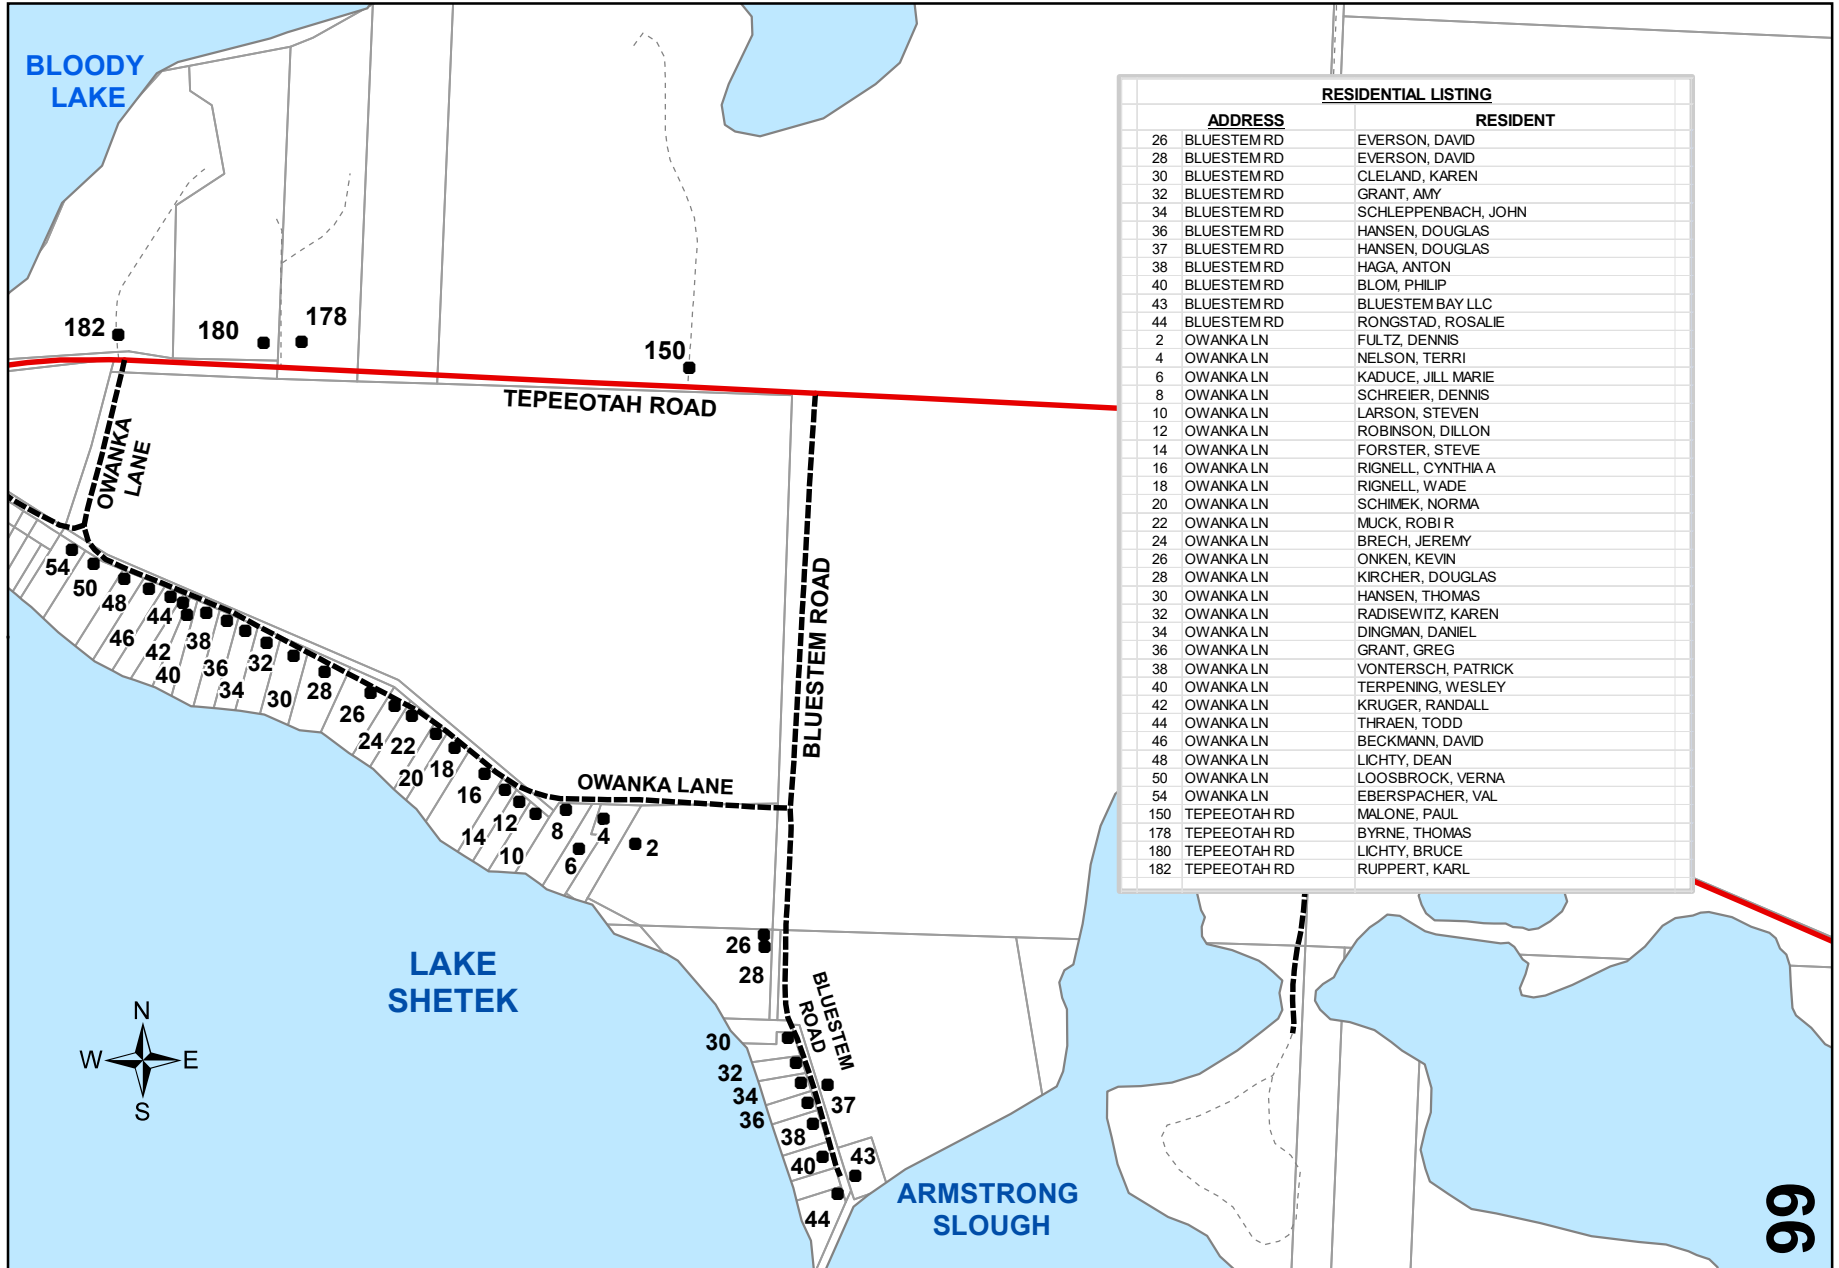 BLOODY
LAKE
182
180
178
150
TEPEEOTAH ROAD
OWANKA
LANE
BLUESTEM ROAD
54
50
48
46
44
42
40
38
36
34
32
30
28
26
24
22
20
18
16
14
12
10
8
6
4
2
OWANKA LANE
26
28
BLUESTEM
ROAD
30
32
34
36
37
38
40
43
44
LAKE
SHETEK
ARMSTRONG
SLOUGH
N
W E
S
RESIDENTIAL LISTING
ADDRESS RESIDENT
26 BLUESTEM RD EVERSON, DAVID
28 BLUESTEM RD EVERSON, DAVID
30 BLUESTEM RD CLELAND, KAREN
32 BLUESTEM RD GRANT, AMY
34 BLUESTEM RD SCHLEPPENBACH, JOHN
36 BLUESTEM RD HANSEN, DOUGLAS
37 BLUESTEM RD HANSEN, DOUGLAS
38 BLUESTEM RD HAGA, ANTON
40 BLUESTEM RD BLOM, PHILIP
43 BLUESTEM RD BLUESTEM BAY LLC
44 BLUESTEM RD RONGSTAD, ROSALIE
2 OWANKA LN FULTZ, DENNIS
4 OWANKA LN NELSON, TERRI
6 OWANKA LN KADUCE, JILL MARIE
8 OWANKA LN SCHREIER, DENNIS
10 OWANKA LN LARSON, STEVEN
12 OWANKA LN ROBINSON, DILLON
14 OWANKA LN FORSTER, STEVE
16 OWANKA LN RIGNELL, CYNTHIA A
18 OWANKA LN RIGNELL, WADE
20 OWANKA LN SCHIMEK, NORMA
22 OWANKA LN MUCK, ROBI R
24 OWANKA LN BRECH, JEREMY
26 OWANKA LN ONKEN, KEVIN
28 OWANKA LN KIRCHER, DOUGLAS
30 OWANKA LN HANSEN, THOMAS
32 OWANKA LN RADISEWITZ, KAREN
34 OWANKA LN DINGMAN, DANIEL
36 OWANKA LN GRANT, GREG
38 OWANKA LN VONTERSCH, PATRICK
40 OWANKA LN TERPENING, WESLEY
42 OWANKA LN KRUGER, RANDALL
44 OWANKA LN THRAEN, TODD
46 OWANKA LN BECKMANN, DAVID
48 OWANKA LN LICHTY, DEAN
50 OWANKA LN LOOSBROCK, VERNA
54 OWANKA LN EBERSPACHER, VAL
150 TEPEEOTAH RD MALONE, PAUL
178 TEPEEOTAH RD BYRNE, THOMAS
180 TEPEEOTAH RD LICHTY, BRUCE
182 TEPEEOTAH RD RUPPERT, KARL
66